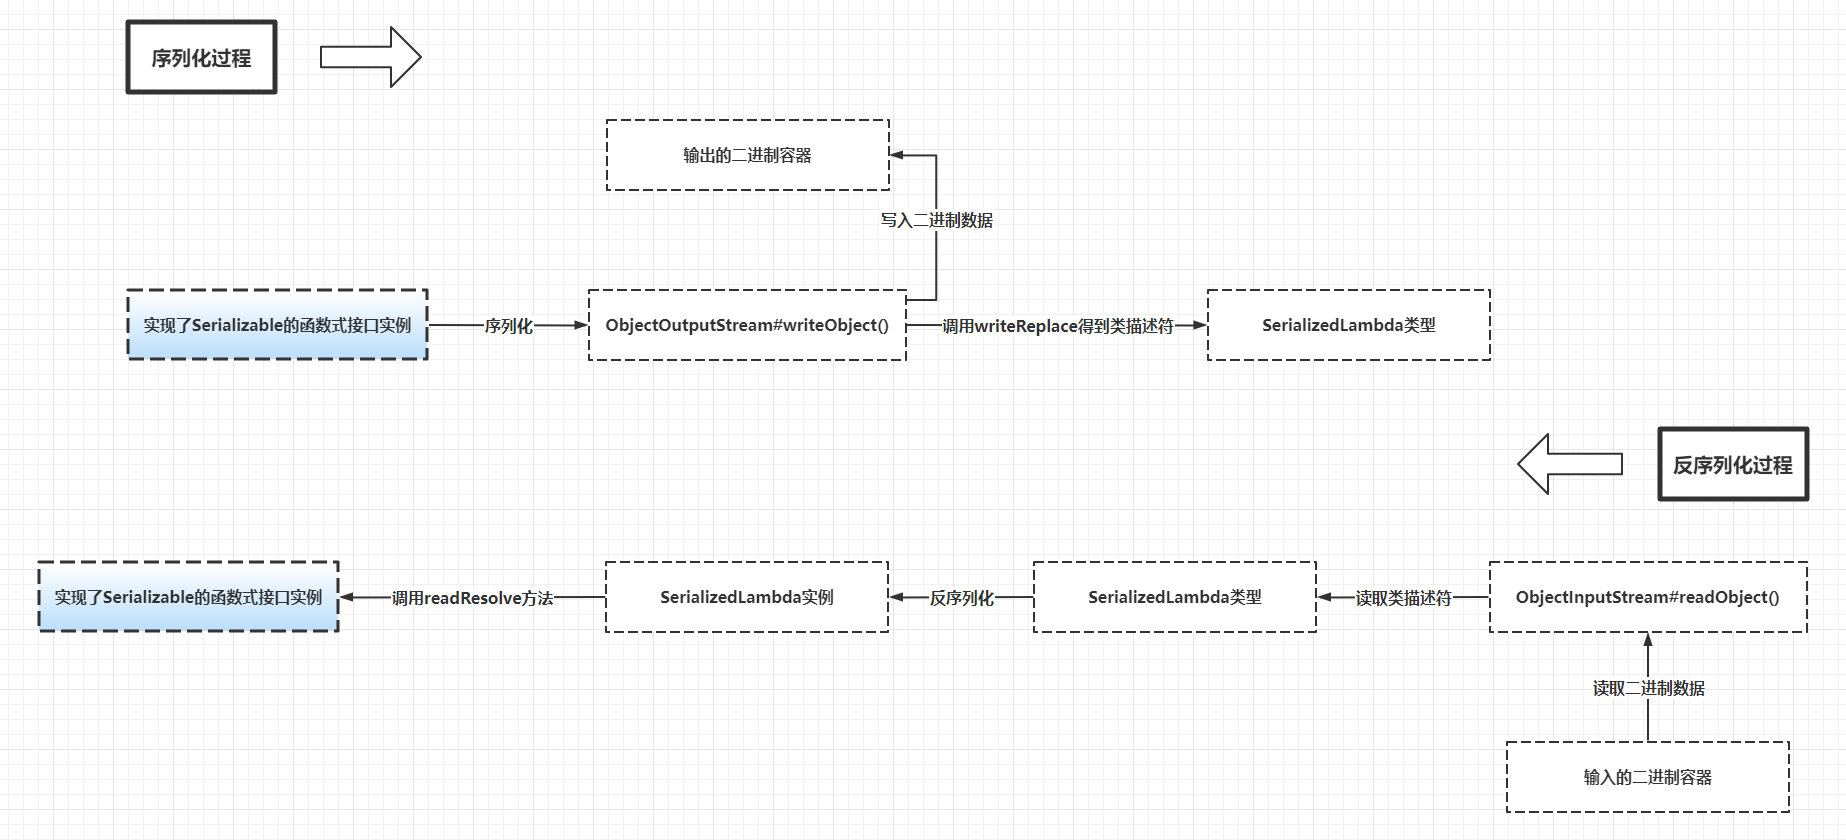 序列化过程
输出的二进制容器
写入二进制数据
实现了Serializable的函数式接口实例
序列化
ObjectOutputStream#writeObject()
调用writeReplace得到类描述符
SerializedLambda类型
反序列化过程
实现了Serializable的函数式接口实例
调用readResolve方法
SerializedLambda实例
反序列化
SerializedLambda类型
读取类描述符
ObjectInputStream#readObject()
读取二进制数据
输入的二进制容器